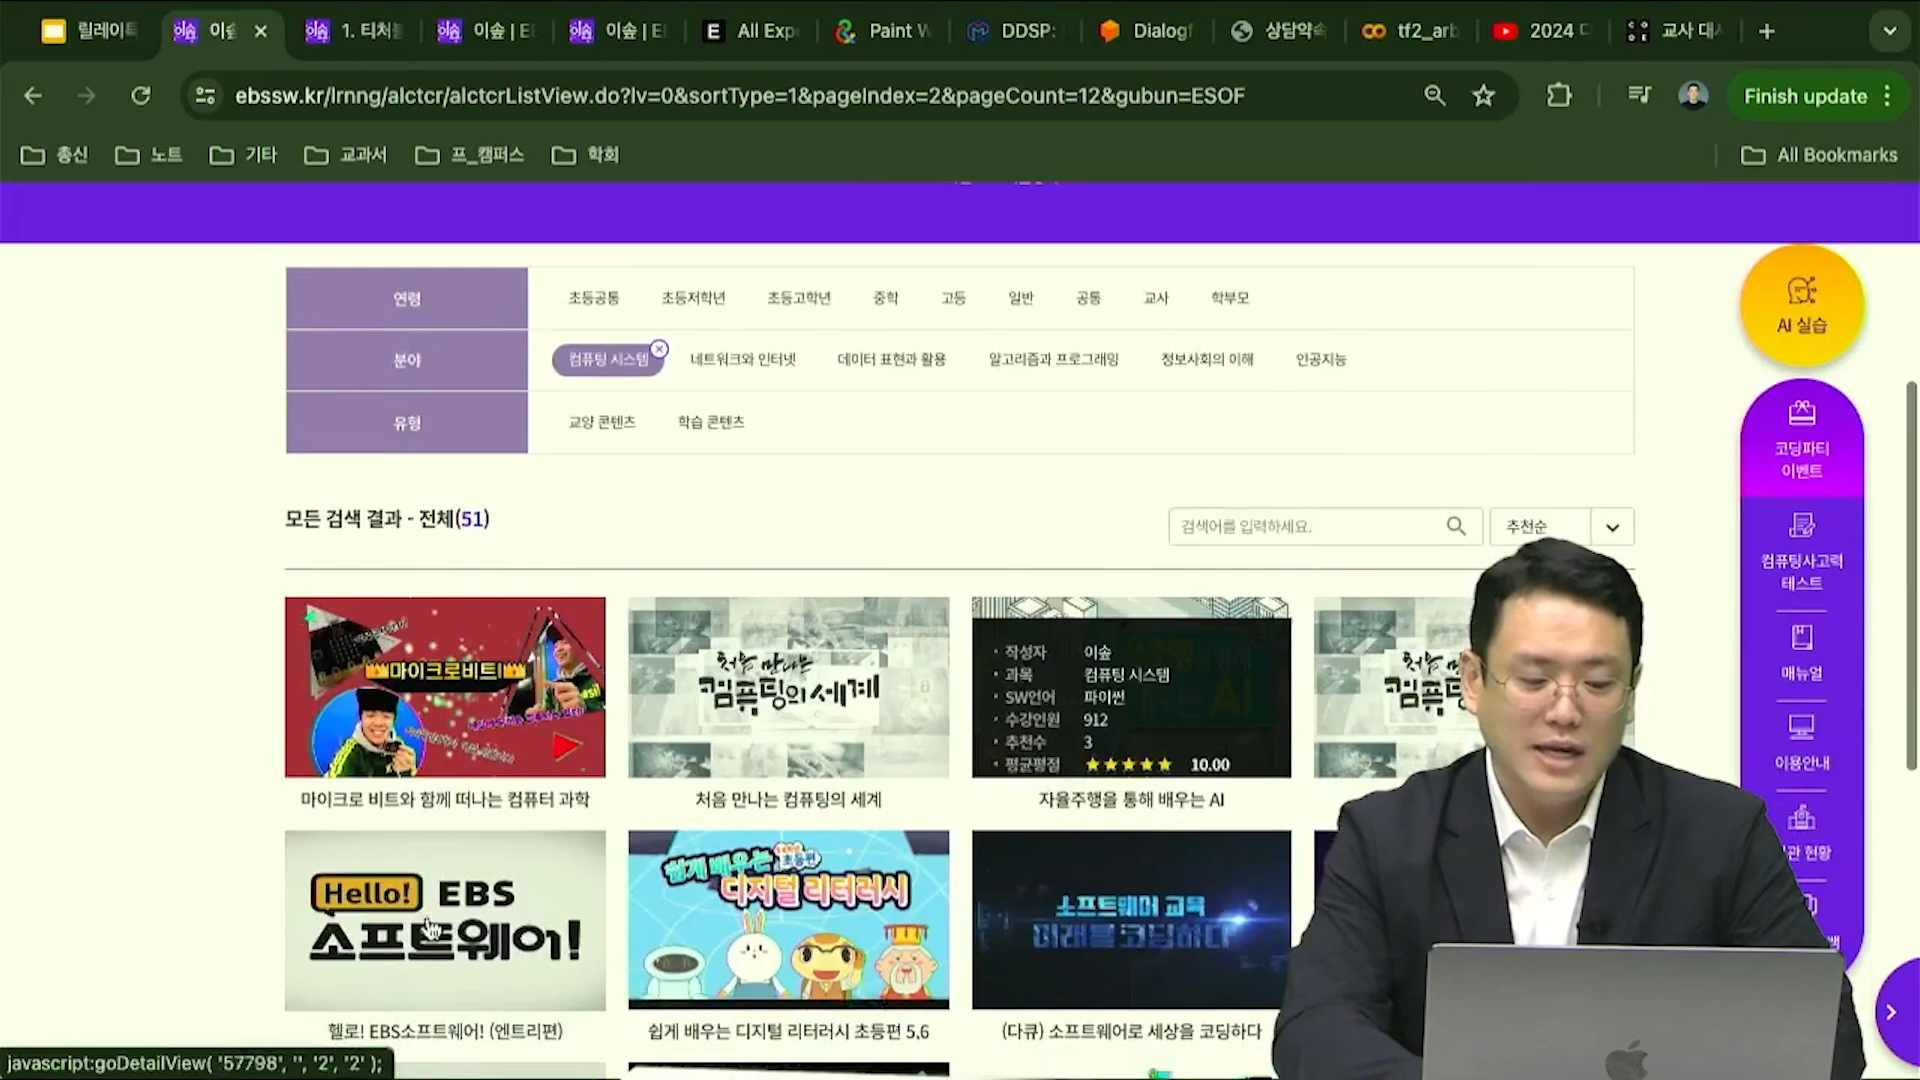 릴레이톡
이솦
1. 티처
이솦 | E
이솦 | E
All Exp
Paint W
DDSP:
Dialogf
상담약속
tf2_arb
2024
교사 대
ebssw.kr/lrnng/alctcr/alctcrListView.do?lv=0&sortType=1&pageIndex=2&pageCount=12&gubun=ESOF
Finish update
총신
노트
기타
교과서
프_캠퍼스
학회
All Bookmarks
연령
초등공통
초등저학년
초등고학년
중학
고등
일반
공통
교사
학부모
분야
컴퓨팅 시스템
네트워크와 인터넷
데이터 표현과 활용
알고리즘과 프로그래밍
정보사회의 이해
인공지능
유형
교양 콘텐츠
학습 콘텐츠
AI 실습
코딩파티
이벤트
컴퓨팅사고력
테스트
매뉴얼
이용안내
관 현황
모든 검색 결과 - 전체(51)
검색어를 입력하세요.
추천순
마이크로비트!
처음 만나는
컴퓨팅의 세계
작성자 이솦
과목 컴퓨팅 시스템
SW언어 파이썬
수강인원 912
추천수 3
평균평점 ★★★★★ 10.00
마이크로 비트와 함께 떠나는 컴퓨터 과학
처음 만나는 컴퓨팅의 세계
자율주행을 통해 배우는 AI
Hello! EBS
소프트웨어!
쉽게 배우는 초등편
디지털 리터러시
소프트웨어 교육
미래를 코딩하다
헬로! EBS소프트웨어! (엔트리편)
쉽게 배우는 디지털 리터러시 초등편 5,6
(다큐) 소프트웨어로 세상을 코딩하다
javascript:goDetailView( '57798', '', '2', '2' );